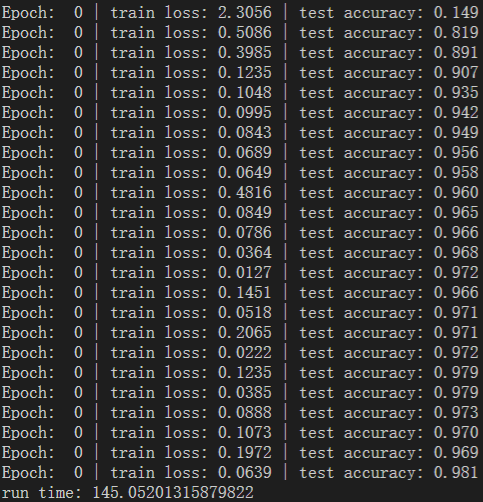 Epoch:  0 | train loss: 2.3056 | test accuracy: 0.149
Epoch:  0 | train loss: 0.5086 | test accuracy: 0.819
Epoch:  0 | train loss: 0.3985 | test accuracy: 0.891
Epoch:  0 | train loss: 0.1235 | test accuracy: 0.907
Epoch:  0 | train loss: 0.1048 | test accuracy: 0.935
Epoch:  0 | train loss: 0.0995 | test accuracy: 0.942
Epoch:  0 | train loss: 0.0843 | test accuracy: 0.949
Epoch:  0 | train loss: 0.0689 | test accuracy: 0.956
Epoch:  0 | train loss: 0.0649 | test accuracy: 0.958
Epoch:  0 | train loss: 0.4816 | test accuracy: 0.960
Epoch:  0 | train loss: 0.0849 | test accuracy: 0.965
Epoch:  0 | train loss: 0.0786 | test accuracy: 0.966
Epoch:  0 | train loss: 0.0364 | test accuracy: 0.968
Epoch:  0 | train loss: 0.0127 | test accuracy: 0.972
Epoch:  0 | train loss: 0.1451 | test accuracy: 0.966
Epoch:  0 | train loss: 0.0518 | test accuracy: 0.971
Epoch:  0 | train loss: 0.2065 | test accuracy: 0.971
Epoch:  0 | train loss: 0.0222 | test accuracy: 0.972
Epoch:  0 | train loss: 0.1235 | test accuracy: 0.979
Epoch:  0 | train loss: 0.0385 | test accuracy: 0.979
Epoch:  0 | train loss: 0.0888 | test accuracy: 0.973
Epoch:  0 | train loss: 0.1073 | test accuracy: 0.970
Epoch:  0 | train loss: 0.1972 | test accuracy: 0.969
Epoch:  0 | train loss: 0.0639 | test accuracy: 0.981
run time: 145.05201315879822